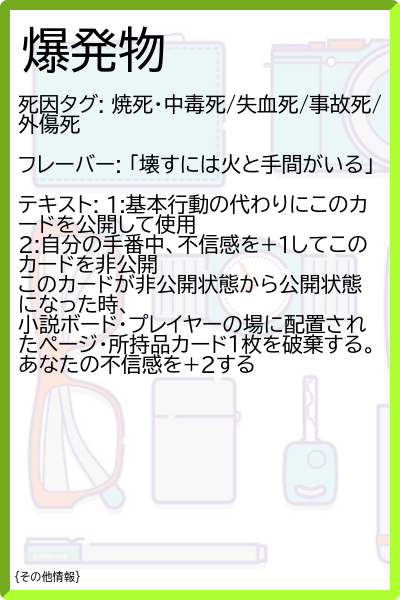 爆発物
死因タグ: 焼死・中毒死/失血死/事故死/
外傷死
フレーバー: 「壊すには火と手間がいる」
テキスト: 1:基本行動の代わりにこのカ
ードを公開して使用
2:自分の手番中、不信感を+1してこの
カードを非公開
このカードが非公開状態から公開状態
になった時、
小説ボード・プレイヤーの場に配置され
たページ・所持品カード1枚を破棄する。
あなたの不信感を+2する
{その他情報}